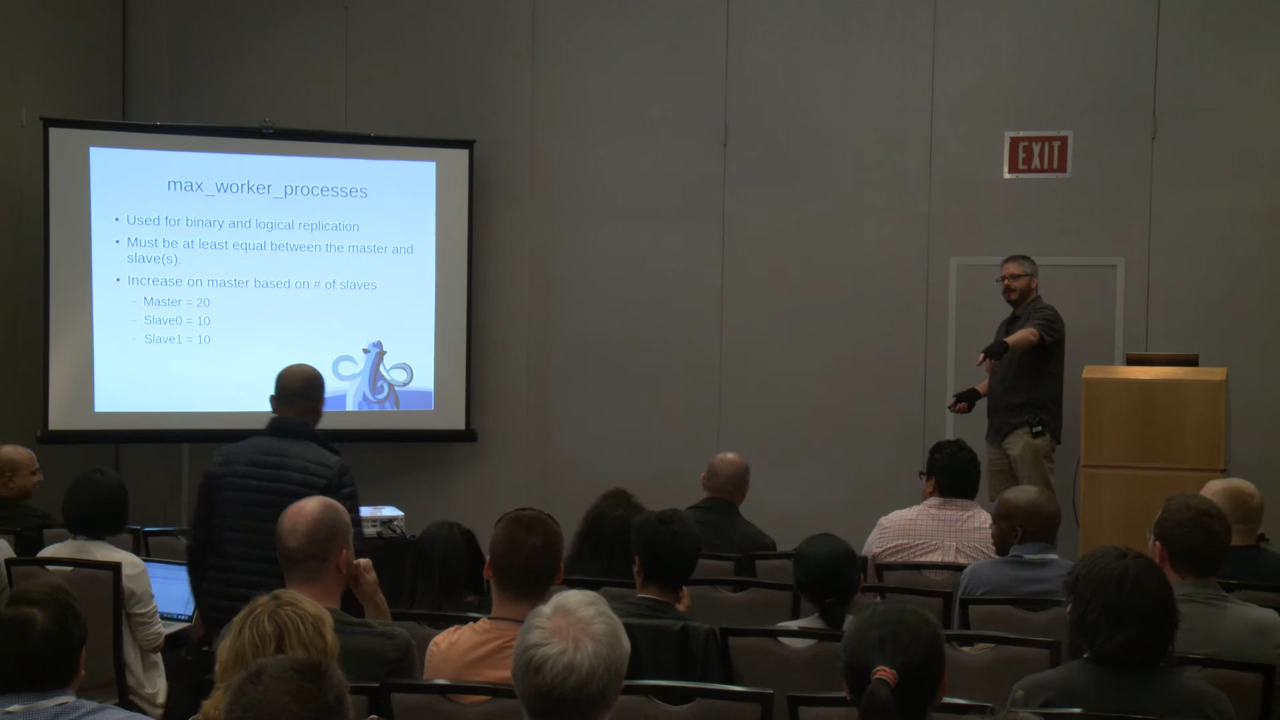 max_worker_processes
• Used for binary and logical replication
• Must be at least equal between the master and
slave(s).
• Increase on master based on # of slaves
– Master = 20
– Slave0 = 10
– Slave1 = 10
EXIT